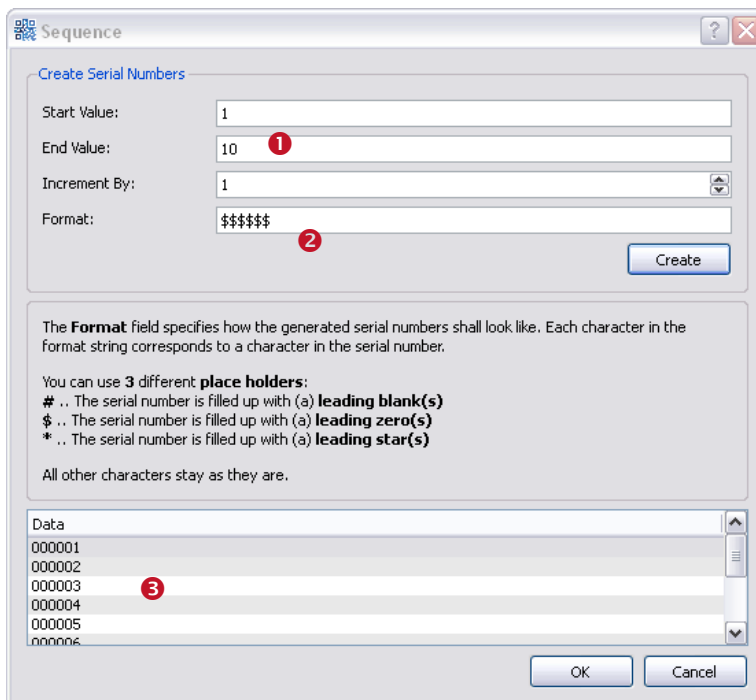 Sequence
Create Serial Numbers
Start Value: 1
End Value: 10 1
Increment By: 1
Format: $$$$$$
2
Create
The Format field specifies how the generated serial numbers shall look like. Each character in the
format string corresponds to a character in the serial number.
You can use 3 different place holders:
# .. The serial number is filled up with (a) leading blank(s)
$ .. The serial number is filled up with (a) leading zero(s)
* .. The serial number is filled up with (a) leading star(s)
All other characters stay as they are.
Data
000001
000002
000003 3
000004
000005
000006
OK Cancel